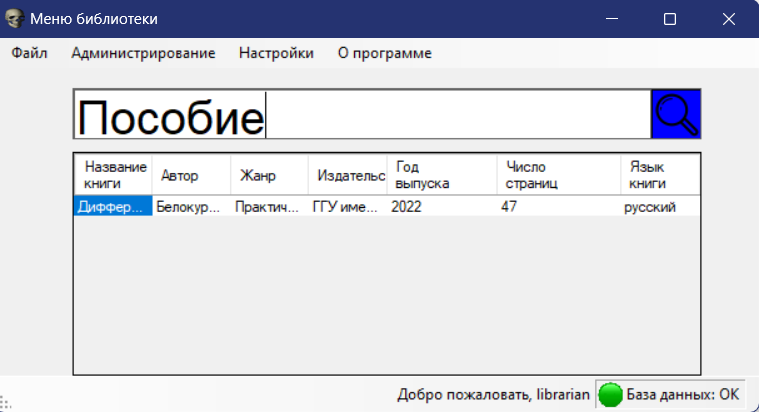 Меню библиотеки
Файл Администрирование Настройки О программе
Пособие
Название книги Автор Жанр Издательс Год выпуска Число страниц Язык книги
Диффер... Белокур... Практич... ГГУ име... 2022 47 русский
Добро пожаловать, librarian База данных: OK